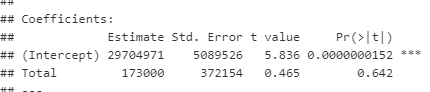 ##
## Coefficients:
##             Estimate Std. Error t value     Pr(>|t|)
## (Intercept) 29704971    5089526   5.836 0.0000000152 ***
## Total         173000     372154   0.465        0.642
## ---